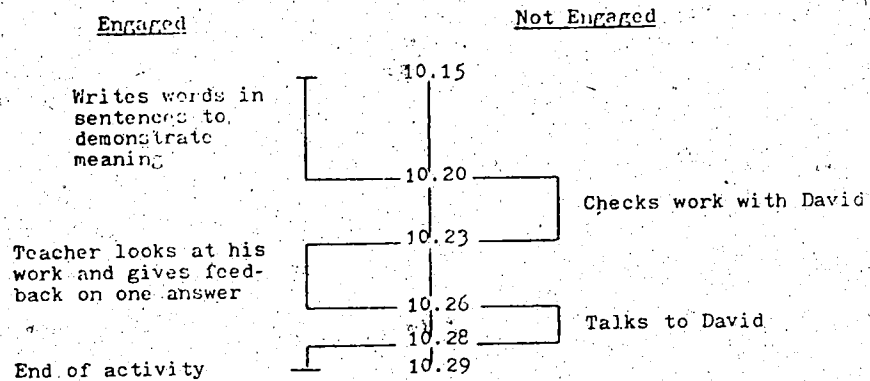 Engaged
Not Engaged
10.15
Writes words in
sentences to
demonstrate
meaning
10.20
Checks work with David
10.23
Teacher looks at his
work and gives feed-
back on one answer
10.26
Talks to David
10.28
End of activity
10.29